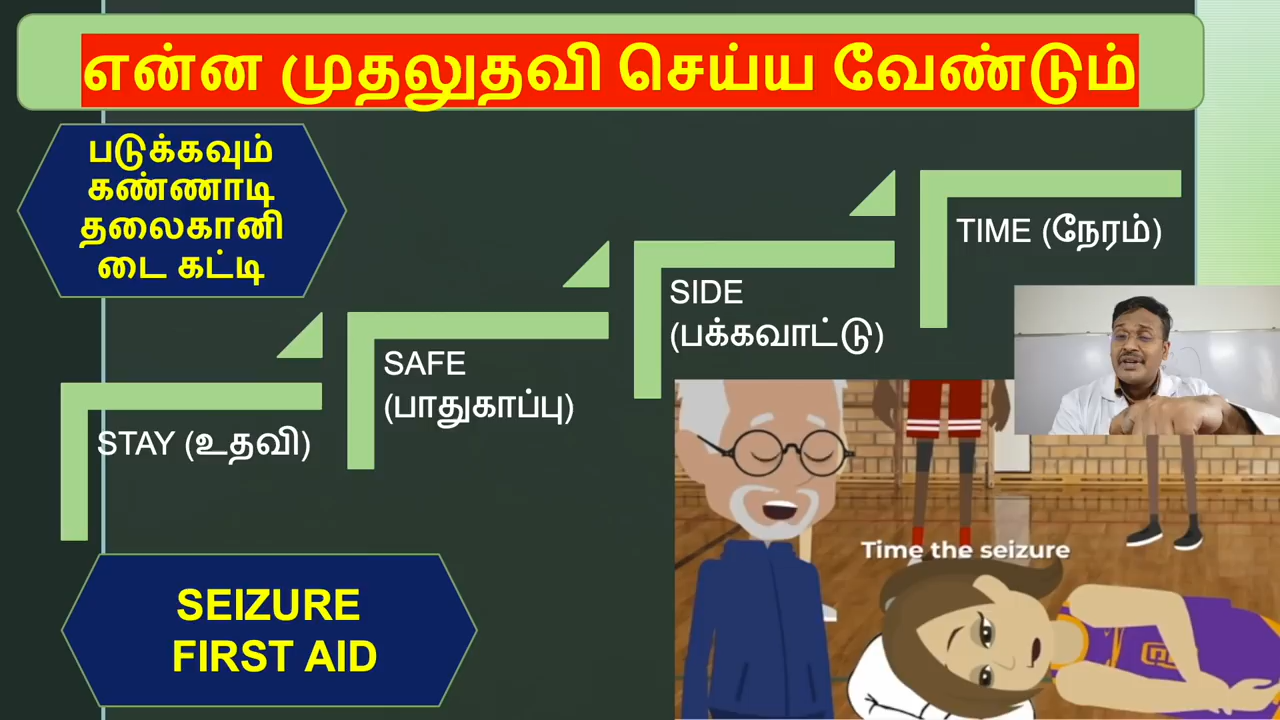 என்ன முதலுதவி செய்ய வேண்டும்
படுக்கவும்
கண்ணாடி
தலைகானி
டை கட்டி
TIME (நேரம்)
SIDE
(பக்கவாட்டு)
SAFE
(பாதுகாப்பு)
STAY (உதவி)
Time the seizure
SEIZURE
FIRST AID